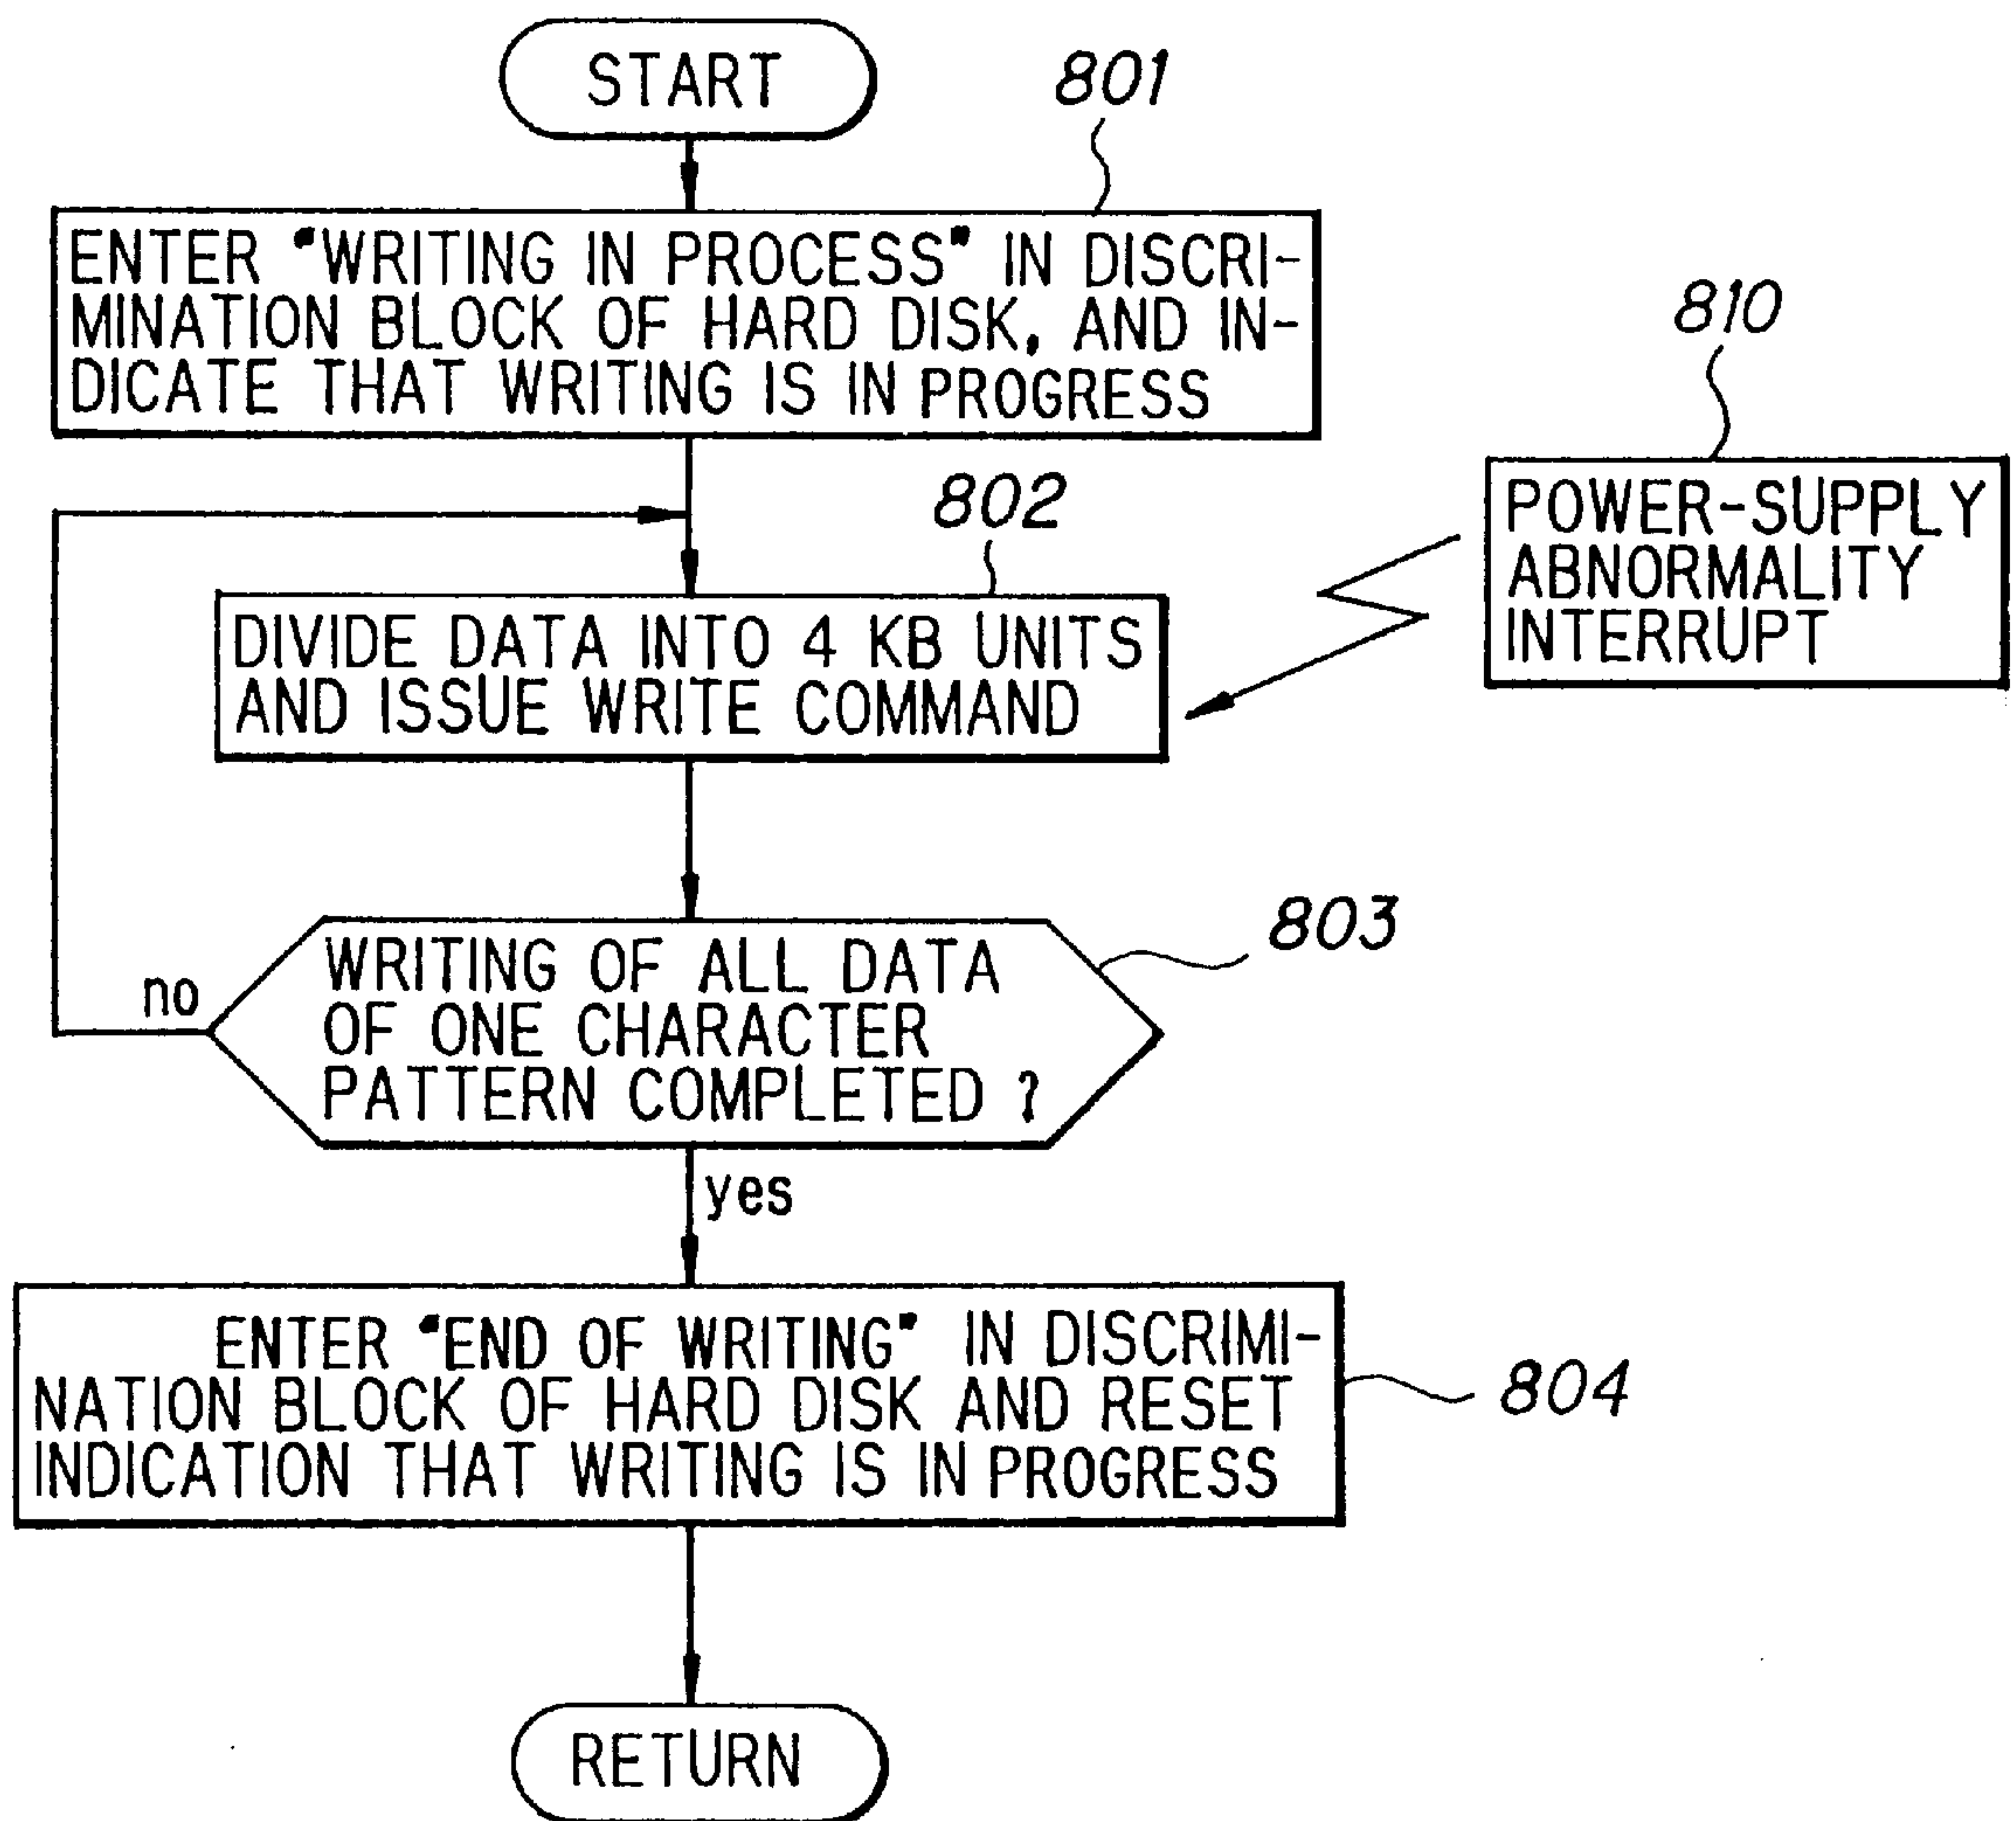 START
801
ENTER "WRITING IN PROCESS" IN DISCRI-
MINATION BLOCK OF HARD DISK, AND IN-
DICATE THAT WRITING IS IN PROGRESS
810
POWER-SUPPLY
ABNORMALITY
INTERRUPT
802
DIVIDE DATA INTO 4 KB UNITS
AND ISSUE WRITE COMMAND
803
WRITING OF ALL DATA
OF ONE CHARACTER
PATTERN COMPLETED ?
no
yes
ENTER "END OF WRITING" IN DISCRIMI-
NATION BLOCK OF HARD DISK AND RESET
INDICATION THAT WRITING IS IN PROGRESS
804
RETURN